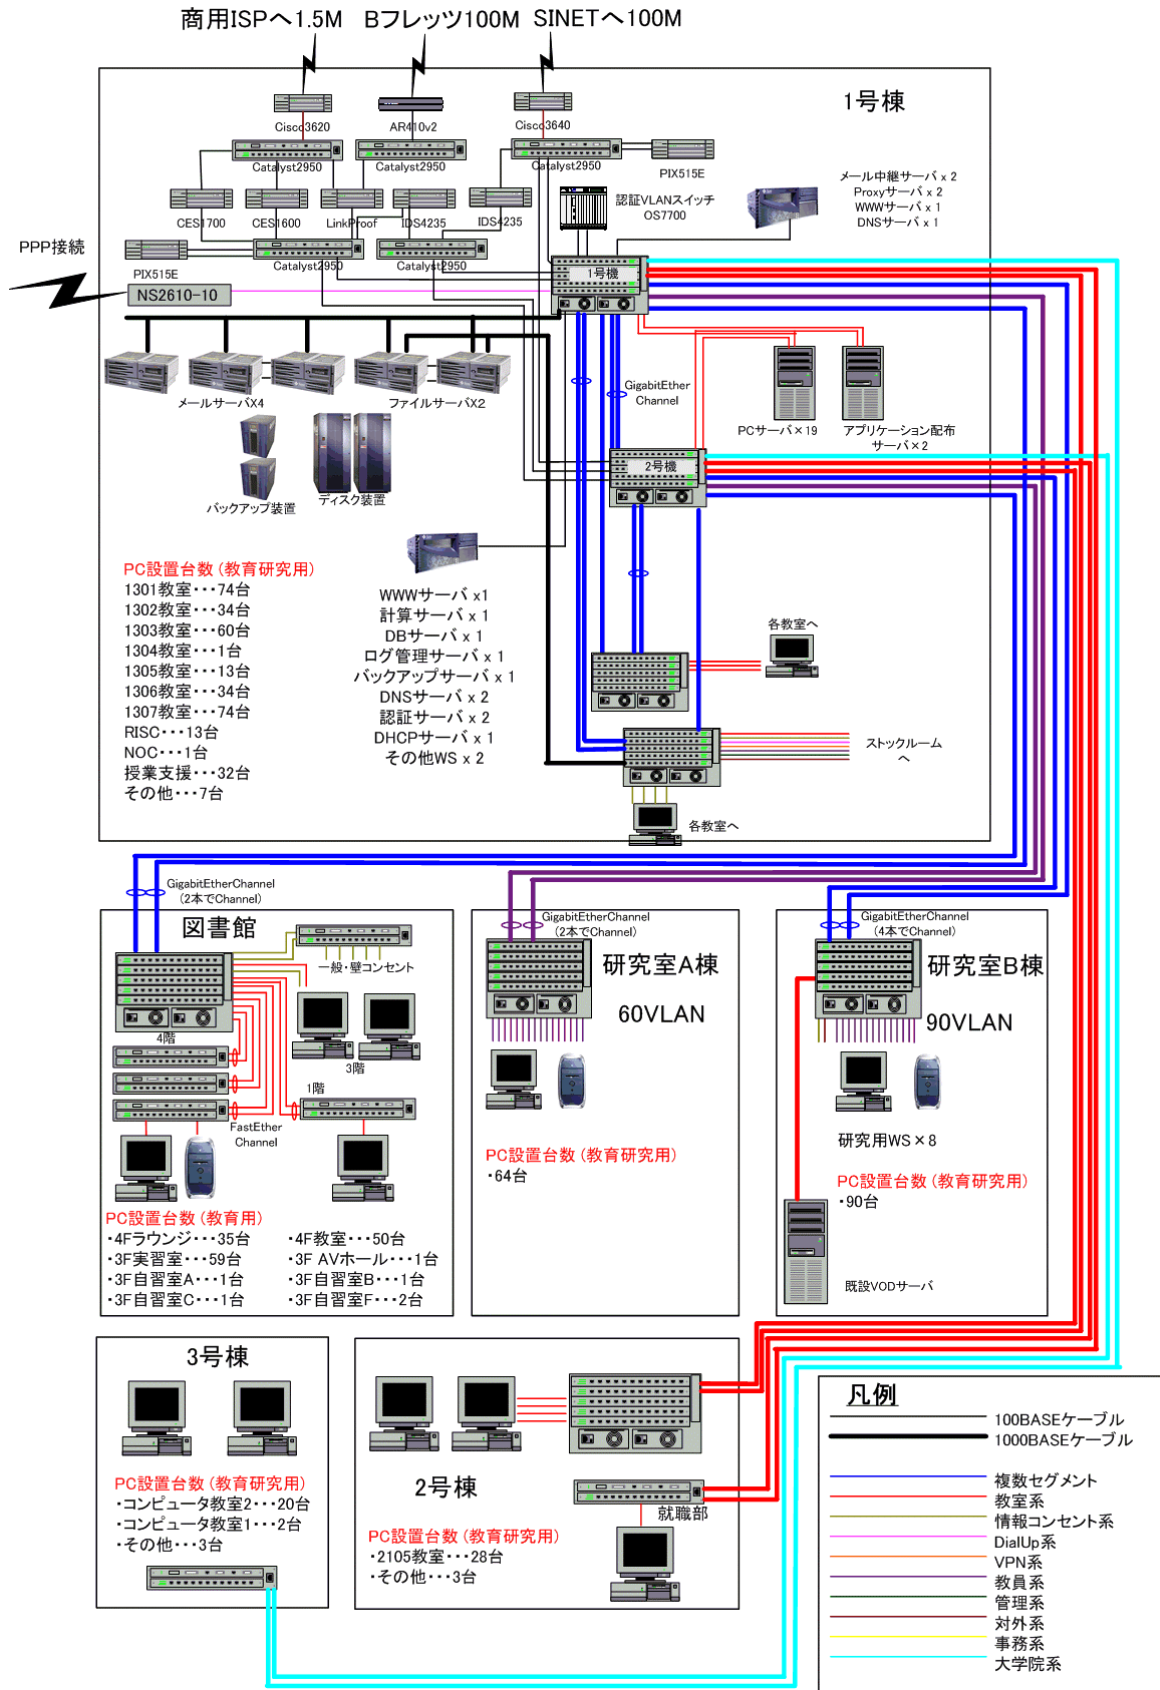 商用ISPへ1.5M Bフレッツ100M SINETへ100M
1号棟
Cisco3620
AR410v2
Cisco3640
Catalyst2950
Catalyst2950
Catalyst2950
PIX515E
メール中継サーバ x 2
Proxyサーバ x 2
WWWサーバ x 1
DNSサーバ x 1
認証VLANスイッチ
OS7700
CES1700
CES1600
LinkProof
IDS4235
IDS4235
PPP接続
PIX515E
Catalyst2950
Catalyst2950
1号機
NS2610-10
GigabitEther
Channel
メールサーバX4
ファイルサーバX2
PCサーバ×19
アプリケーション配布
サーバ×2
2号機
バックアップ装置
ディスク装置
PC設置台数(教育研究用)
1301教室・・・74台
1302教室・・・34台
1303教室・・・60台
1304教室・・・1台
1305教室・・・13台
1306教室・・・34台
1307教室・・・74台
RISC・・・13台
NOC・・・1台
授業支援・・・32台
その他・・・7台
WWWサーバ x1
計算サーバ x 1
DBサーバ x 1
ログ管理サーバ x 1
バックアップサーバ x 1
DNSサーバ x 2
認証サーバ x 2
DHCPサーバ x 1
その他WS x 2
各教室へ
ストックルーム
へ
各教室へ
GigabitEtherChannel
(2本でChannel)
図書館
一般・壁コンセント
4階
3階
1階
FastEther
Channel
PC設置台数(教育用)
・4Fラウンジ・・・35台
・3F実習室・・・59台
・3F自習室A・・・1台
・3F自習室C・・・1台
・4F教室・・・50台
・3F AVホール・・・1台
・3F自習室B・・・1台
・3F自習室F・・・2台
GigabitEtherChannel
(2本でChannel)
研究室A棟
60VLAN
PC設置台数(教育研究用)
・64台
GigabitEtherChannel
(4本でChannel)
研究室B棟
90VLAN
研究用WS×8
PC設置台数(教育研究用)
・90台
既設VODサーバ
3号棟
PC設置台数(教育研究用)
・コンピュータ教室2・・・20台
・コンピュータ教室1・・・2台
・その他・・・3台
2号棟
就職部
PC設置台数(教育研究用)
・2105教室・・・28台
・その他・・・3台
凡例
100BASEケーブル
1000BASEケーブル
複数セグメント
教室系
情報コンセント系
DialUp系
VPN系
教員系
管理系
対外系
事務系
大学院系